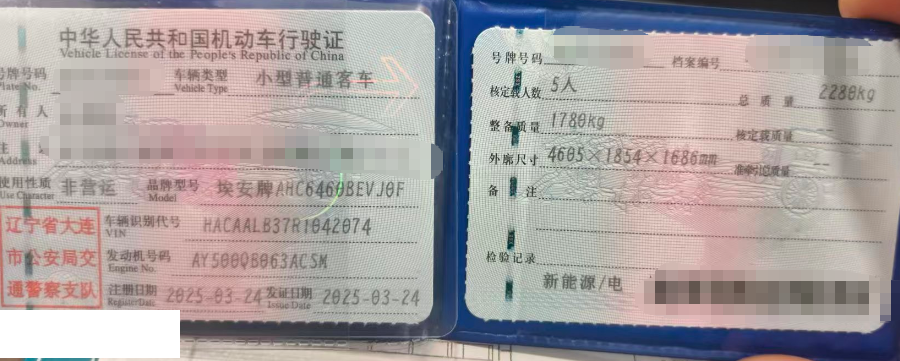 中华人民共和国机动车行驶证
Vehicle License of the People's Republic of China
号牌号码 车辆类型 小型普通客车
Plate No. Vehicle Type
所有人
Owner
住
Address
使用性质 非营运 品牌型号 埃安牌AHC6460BEVJ0F
Use Character Model
辽宁省大连
市公安局交
通警察支队
车辆识别代号 HACAALB37R1042074
VIN
发动机号码 AY500QB063ACSM
Engine No.
注册日期 2025-03-24 发证日期 2025-03-24
Register Date Issue Date
号牌号码 档案编号
核定载人数 5人 总质量 2280kg
整备质量 1780kg 核定载质量 --
外廓尺寸 4605×1854×1686mm 准牵引总质量 --
备注
检验记录
新能源/电